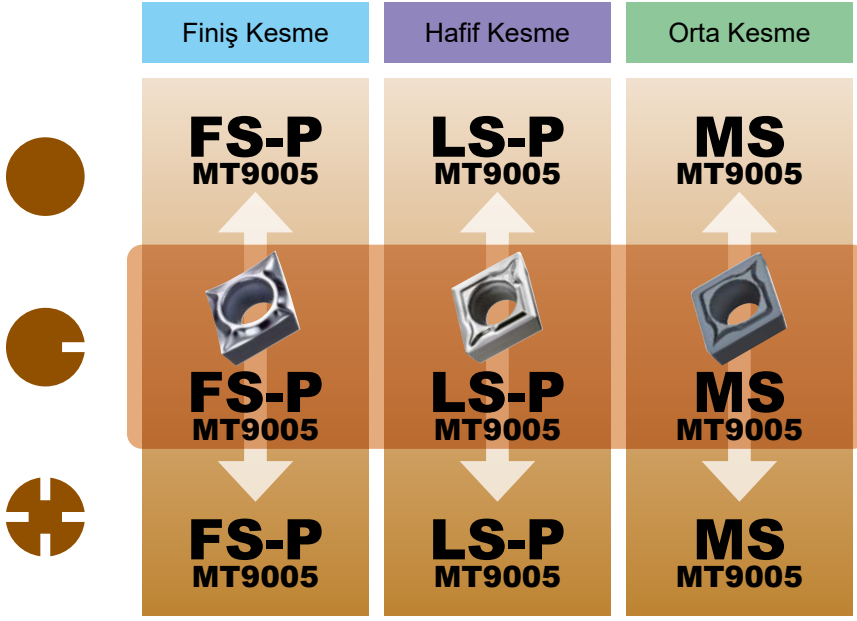 Finiş Kesme
Hafif Kesme
Orta Kesme
FS-P
MT9005
LS-P
MT9005
MS
MT9005
FS-P
MT9005
LS-P
MT9005
MS
MT9005
FS-P
MT9005
LS-P
MT9005
MS
MT9005